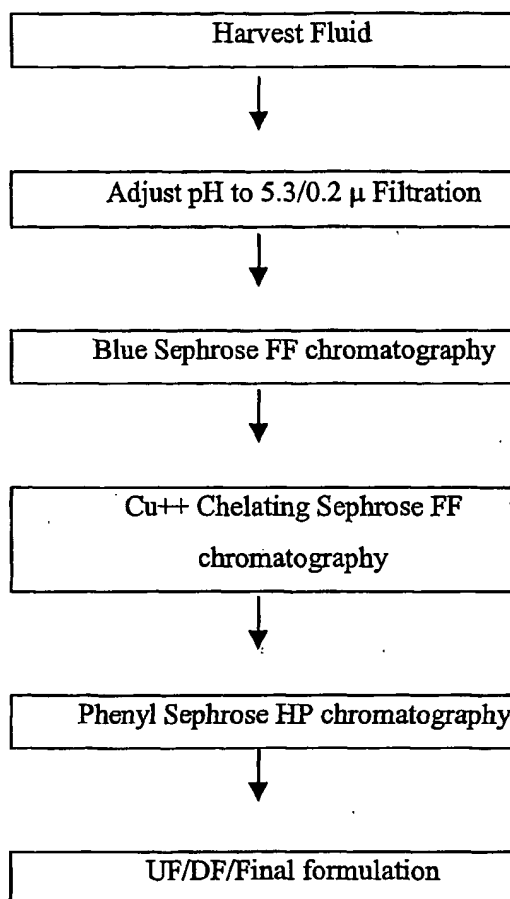 Harvest Fluid
Adjust pH to 5.3/0.2 μ Filtration
Blue Sephrose FF chromatography
Cu++ Chelating Sephrose FF
chromatography
Phenyl Sephrose HP chromatography
UF/DF/Final formulation